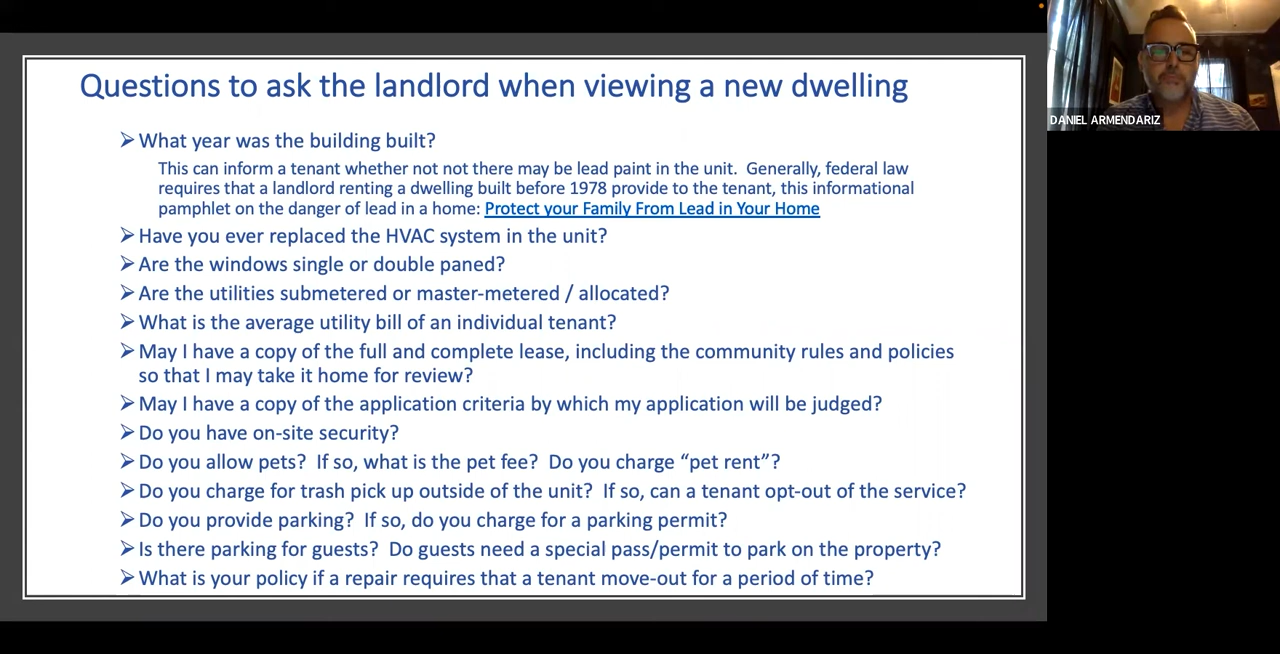 Questions to ask the landlord when viewing a new dwelling
➢ What year was the building built?
This can inform a tenant whether not not there may be lead paint in the unit.  Generally, federal law
requires that a landlord renting a dwelling built before 1978 provide to the tenant, this informational
pamphlet on the danger of lead in a home: Protect your Family From Lead in Your Home
➢ Have you ever replaced the HVAC system in the unit?
➢ Are the windows single or double paned?
➢ Are the utilities submetered or master-metered / allocated?
➢ What is the average utility bill of an individual tenant?
➢ May I have a copy of the full and complete lease, including the community rules and policies
so that I may take it home for review?
➢ May I have a copy of the application criteria by which my application will be judged?
➢ Do you have on-site security?
➢ Do you allow pets?  If so, what is the pet fee?  Do you charge “pet rent”?
➢ Do you charge for trash pick up outside of the unit?  If so, can a tenant opt-out of the service?
➢ Do you provide parking?  If so, do you charge for a parking permit?
➢ Is there parking for guests?  Do guests need a special pass/permit to park on the property?
➢ What is your policy if a repair requires that a tenant move-out for a period of time?
DANIEL ARMENDARIZ